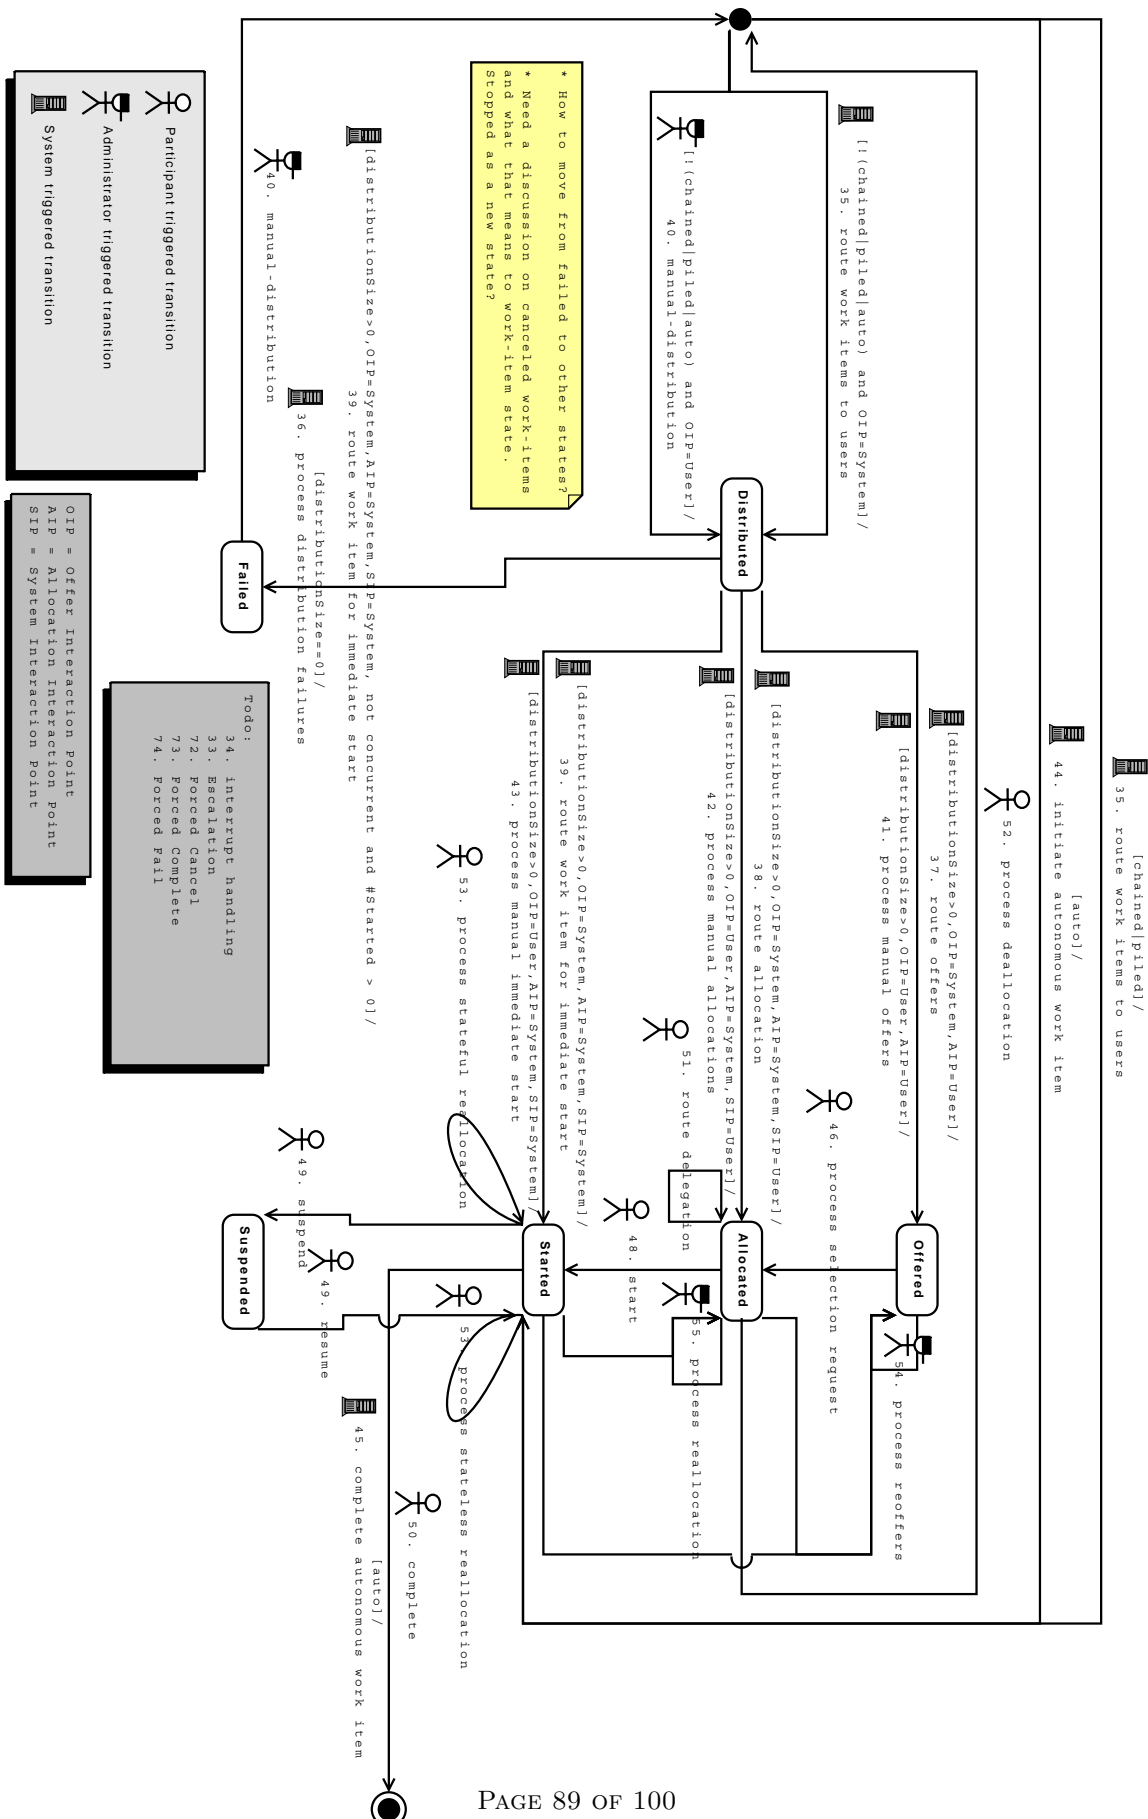 [chained|piled]/
35. route work items to users
[auto]/
44. initiate autonomous work item
52. process deallocation
[distributionSize>0,OIP=System,AIP=User]/
37. route offers
[distributionSize>0,OIP=User,AIP=User]/
41. process manual offers
[!(chained|piled|auto) and OIP=System]/
35. route work items to users
46. process selection request
54. process reoffers
Offered
[distributionSize>0,OIP=System,AIP=System,SIP=User]/
38. route allocation
[distributionSize>0,OIP=User,AIP=System,SIP=User]/
42. process manual allocations
Distributed
Allocated
[!(chained|piled|auto) and OIP=User]/
40. manual-distribution
51. route delegation
55. process reallocation
48. start
[distributionSize>0,OIP=System,AIP=System,SIP=System]/
39. route work item for immediate start
[distributionSize>0,OIP=User,AIP=System,SIP=System]/
43. process manual immediate start
Started
* How to move from failed to other states?
* Need a discussion on canceled work-items
and what that means to work-item state.
Stopped as a new state?
53. process stateful reallocation
53. process stateless reallocation
50. complete
[auto]/
45. complete autonomous work item
[distributionSize>0,OIP=System,AIP=System,SIP=System, not concurrent and #Started > 0]/
39. route work item for immediate start
[distributionSize==0]/
36. process distribution failures
40. manual-distribution
49. resume
49. suspend
Failed
Suspended
Participant triggered transition
Administrator triggered transition
System triggered transition
Todo:
34. interrupt handling
33. Escalation
72. Forced Cancel
73. Forced Complete
74. Forced Fail
OIP = Offer Interaction Point
AIP = Allocation Interaction Point
SIP = System Interaction Point
PAGE 89 OF 100